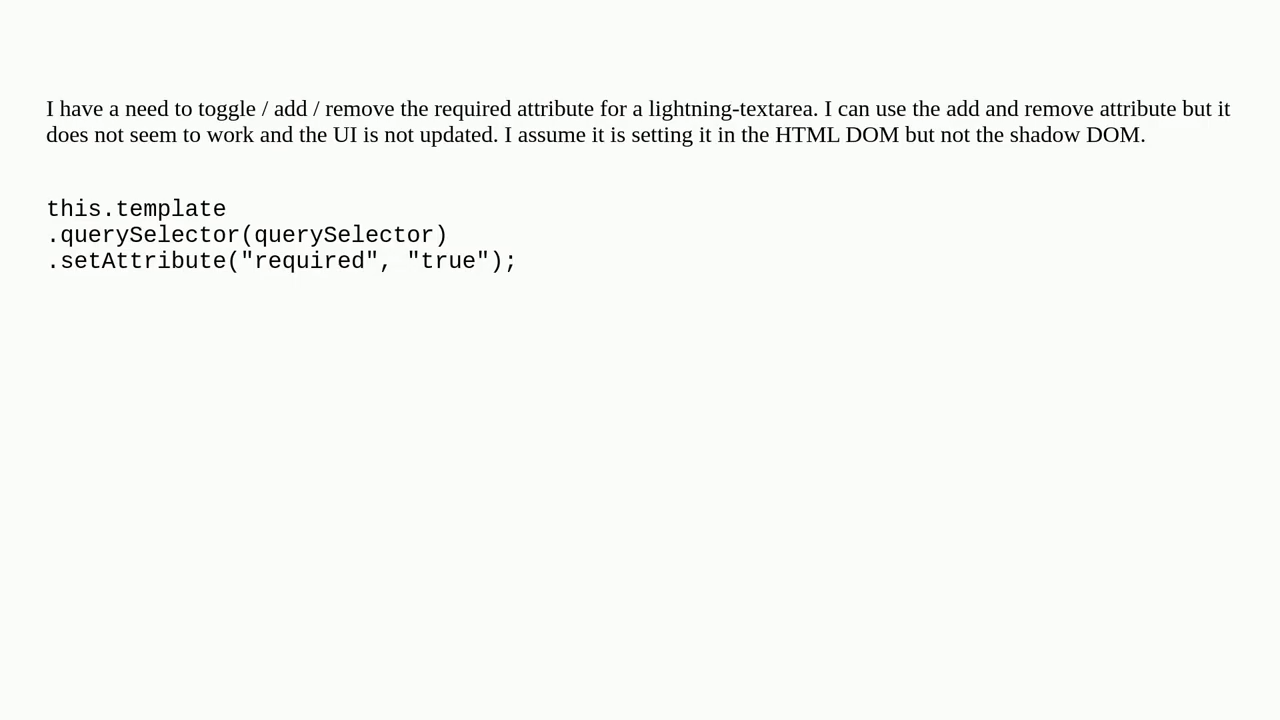 I have a need to toggle / add / remove the required attribute for a lightning-textarea. I can use the add and remove attribute but it
does not seem to work and the UI is not updated. I assume it is setting it in the HTML DOM but not the shadow DOM.
this.template
.querySelector(querySelector)
.setAttribute("required", "true");